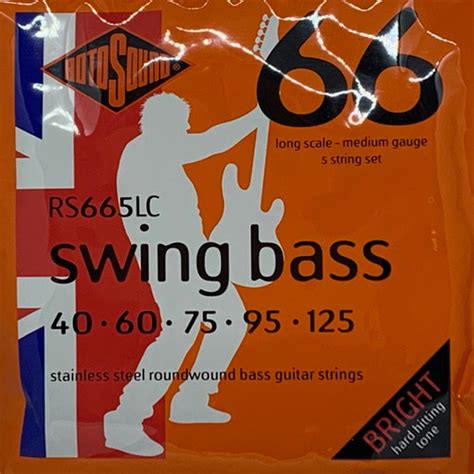 ROTOSOUND
66
long scale – medium gauge
5 string set
RS665LC
swing bass
40 • 60 • 75 • 95 • 125
stainless steel roundwound bass guitar strings
BRIGHT
hard hitting
tone